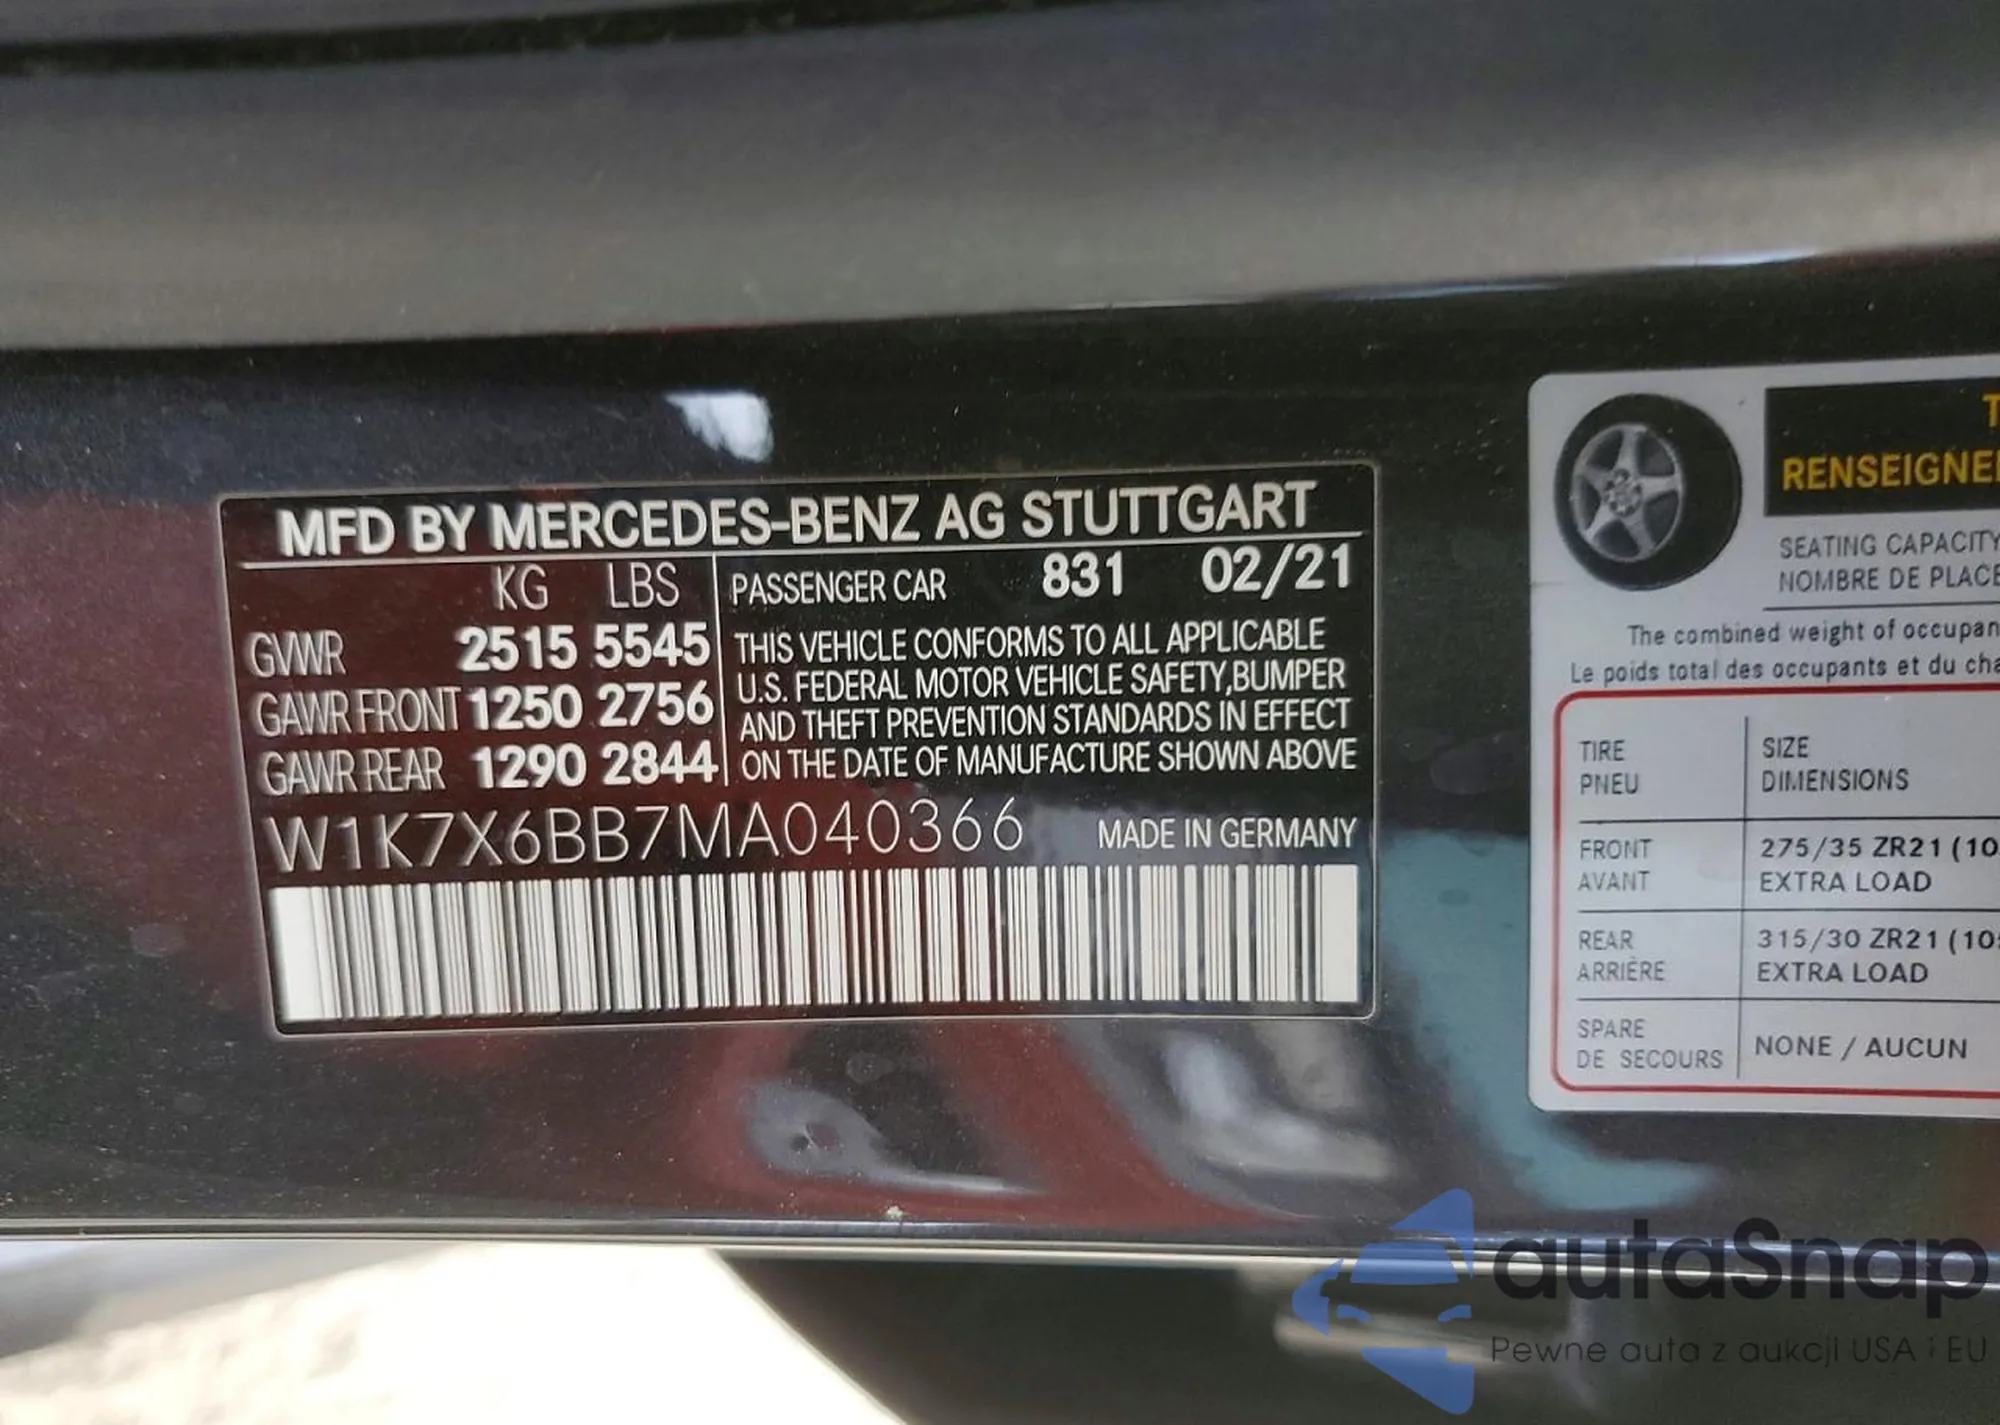 MFD BY MERCEDES-BENZ AG STUTTGART
KG LBS
GVWR 2515 5545
GAWR FRONT 1250 2756
GAWR REAR 1290 2844
PASSENGER CAR 831 02/21
THIS VEHICLE CONFORMS TO ALL APPLICABLE
U.S. FEDERAL MOTOR VEHICLE SAFETY,BUMPER
AND THEFT PREVENTION STANDARDS IN EFFECT
ON THE DATE OF MANUFACTURE SHOWN ABOVE
W1K7X6BB7MA040366 MADE IN GERMANY
SEATING CAPACITY
NOMBRE DE PLACE
The combined weight of
Le poids total des occupants et du
TIRE SIZE
PNEU DIMENSIONS
FRONT 275/35 ZR21
AVANT EXTRA LOAD
REAR 315/30 ZR21
ARRIÈRE EXTRA LOAD
SPARE
DE SECOURS
NONE / AUCUN
autaSnap
Pewne auta z aukcji USA i EU